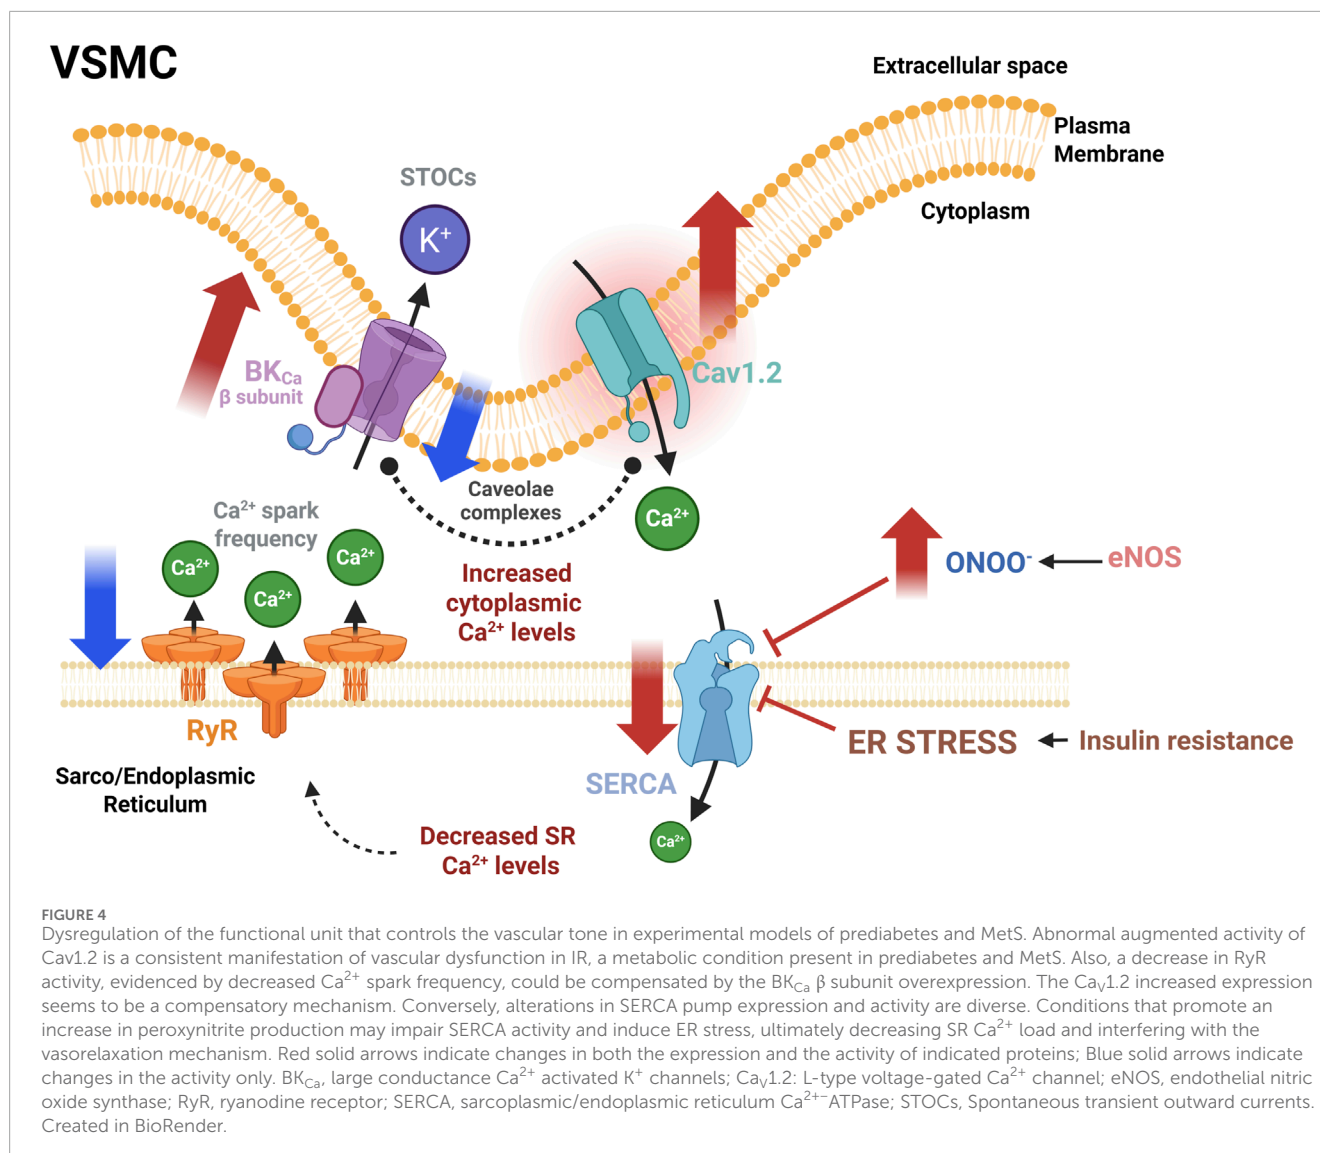 VSMC
Extracellular space
Plasma
Membrane
Cytoplasm
STOCs
K⁺
BK_Ca
β subunit
Cav1.2
Caveolae
complexes
Ca²⁺
Ca²⁺ spark
frequency
Ca²⁺
Ca²⁺
Ca²⁺
Increased
cytoplasmic
Ca²⁺ levels
ONOO⁻
eNOS
RyR
Sarco/Endoplasmic
Reticulum
SERCA
ER STRESS
Insulin resistance
Ca²⁺
Decreased SR
Ca²⁺ levels
FIGURE 4
Dysregulation of the functional unit that controls the vascular tone in experimental models of prediabetes and MetS. Abnormal augmented activity of
Cav1.2 is a consistent manifestation of vascular dysfunction in IR, a metabolic condition present in prediabetes and MetS. Also, a decrease in RyR
activity, evidenced by decreased Ca²⁺ spark frequency, could be compensated by the BK_Ca β subunit overexpression. The Ca_V1.2 increased expression
seems to be a compensatory mechanism. Conversely, alterations in SERCA pump expression and activity are diverse. Conditions that promote an
increase in peroxynitrite production may impair SERCA activity and induce ER stress, ultimately decreasing SR Ca²⁺ load and interfering with the
vasorelaxation mechanism. Red solid arrows indicate changes in both the expression and the activity of indicated proteins; Blue solid arrows indicate
changes in the activity only. BK_Ca, large conductance Ca²⁺ activated K⁺ channels; Ca_V1.2: L-type voltage-gated Ca²⁺ channel; eNOS, endothelial nitric
oxide synthase; RyR, ryanodine receptor; SERCA, sarcoplasmic/endoplasmic reticulum Ca²⁺⁻ATPase; STOCs, Spontaneous transient outward currents.
Created in BioRender.